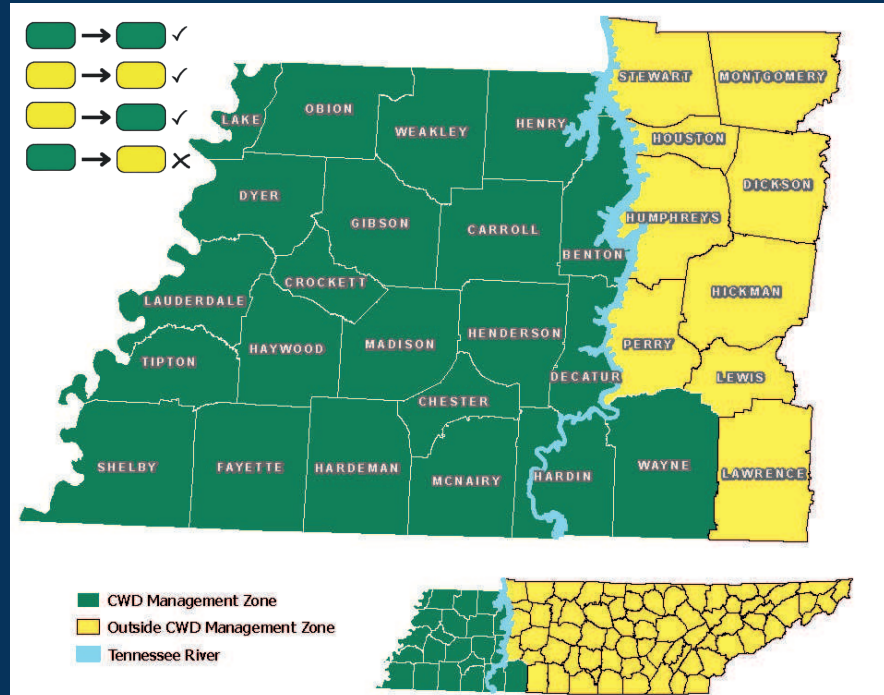 STEWART
MONTGOMERY
OBION
LAKE
WEAKLEY
HENRY
HOUSTON
DICKSON
DYER
GIBSON
CARROLL
HUMPHREYS
BENTON
CROCKETT
LAUDERDALE
HICKMAN
HAYWOOD
MADISON
HENDERSON
PERRY
TIPTON
DECATUR
LEWIS
CHESTER
SHELBY
FAYETTE
HARDEMAN
MCNAIRY
HARDIN
WAYNE
LAWRENCE
CWD Management Zone
Outside CWD Management Zone
Tennessee River